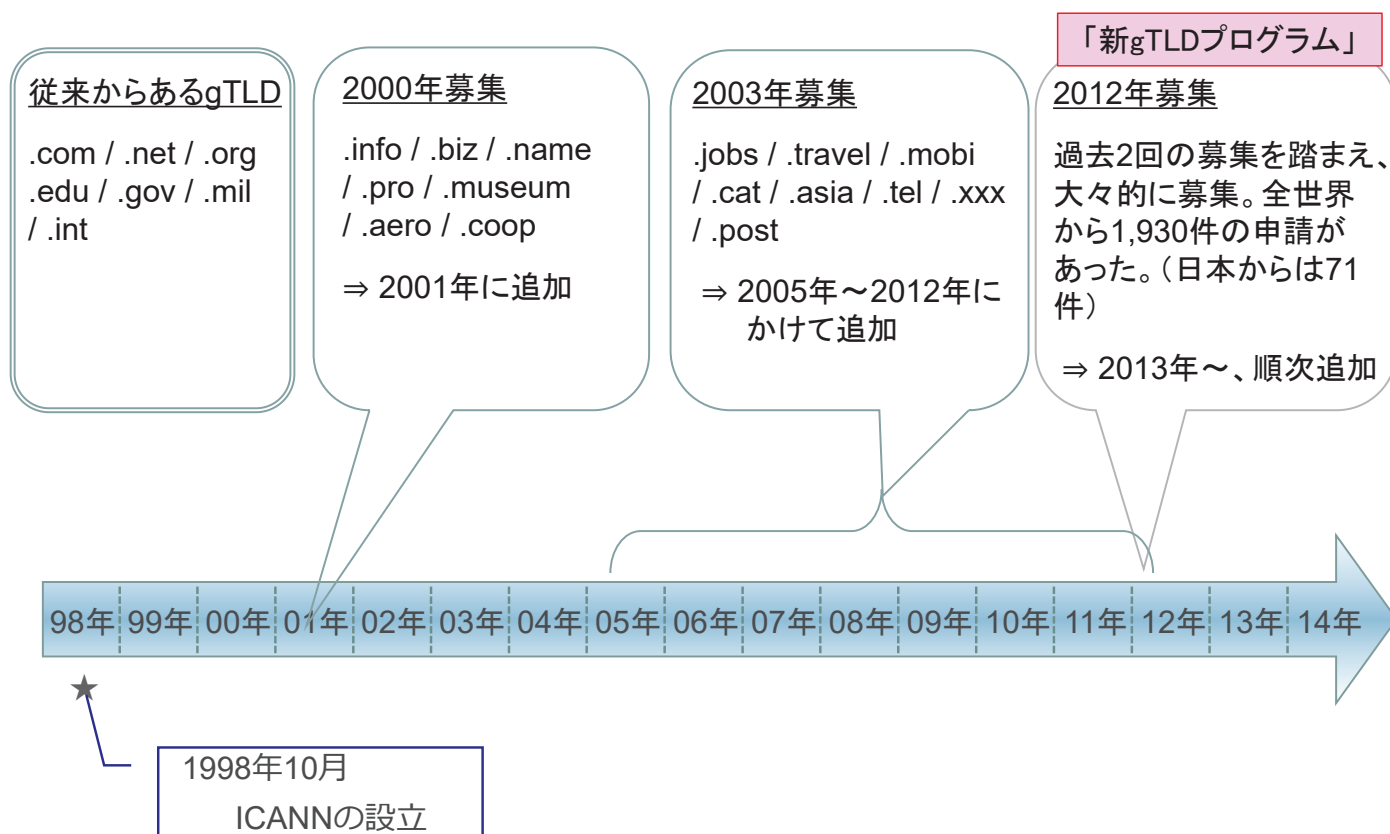 「新gTLDプログラム」
従来からあるgTLD
.com / .net / .org
.edu / .gov / .mil
/ .int
2000年募集
.info / .biz / .name
/ .pro / .museum
/ .aero / .coop
⇒ 2001年に追加
2003年募集
.jobs / .travel / .mobi
/ .cat / .asia / .tel / .xxx
/ .post
⇒ 2005年～2012年に
かけて追加
2012年募集
過去2回の募集を踏まえ、
大々的に募集。全世界
から1,930件の申請が
あった。（日本からは71
件）
⇒ 2013年～、順次追加
98年 99年 00年 01年 02年 03年 04年 05年 06年 07年 08年 09年 10年 11年 12年 13年 14年
★
1998年10月
ICANNの設立